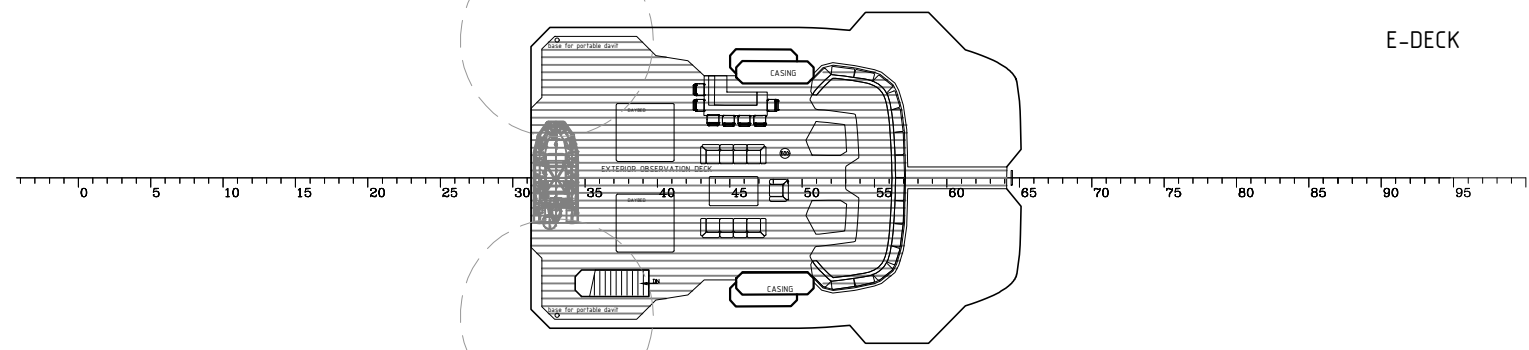 E-DECK
base for portable davit
CASING
DAYBED
EXTERIOR OBSERVATION DECK
0 5 10 15 20 25 30 35 40 45 50 55 60 65 70 75 80 85 90 95
DAYBED
DN
CASING
base for portable davit